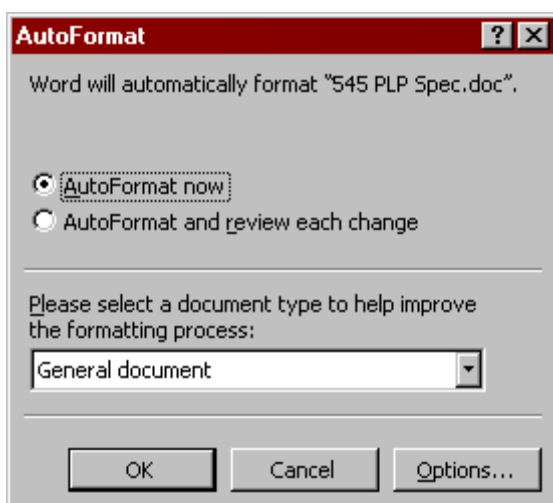 AutoFormat
Word will automatically format "545 PLP Spec.doc".
AutoFormat now
AutoFormat and review each change
Please select a document type to help improve
the formatting process:
General document
OK Cancel Options...